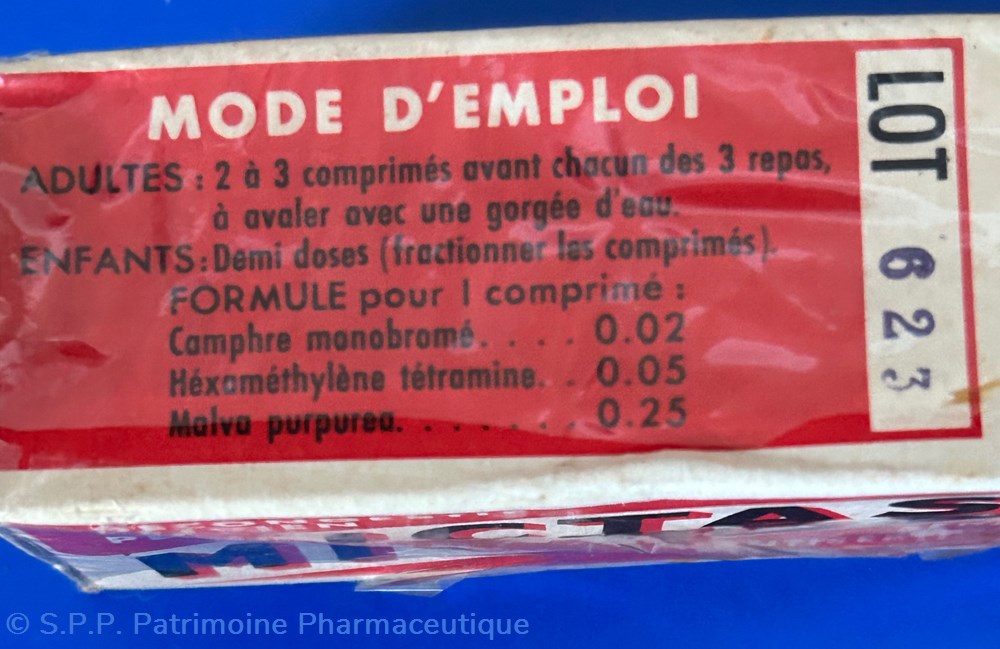 MODE D'EMPLOI
ADULTES : 2 à 3 comprimés avant chacun des 3 repas,
à avaler avec une gorgée d'eau.
ENFANTS : Demi doses (fractionner les comprimés).
FORMULE pour 1 comprimé :
Camphre monobromé. . . . 0.02
Héxaméthylène tétramine. . 0.05
Malva purpurea. . . . . . . 0.25
LOT 623
MICTAS
© S.P.P. Patrimoine Pharmaceutique